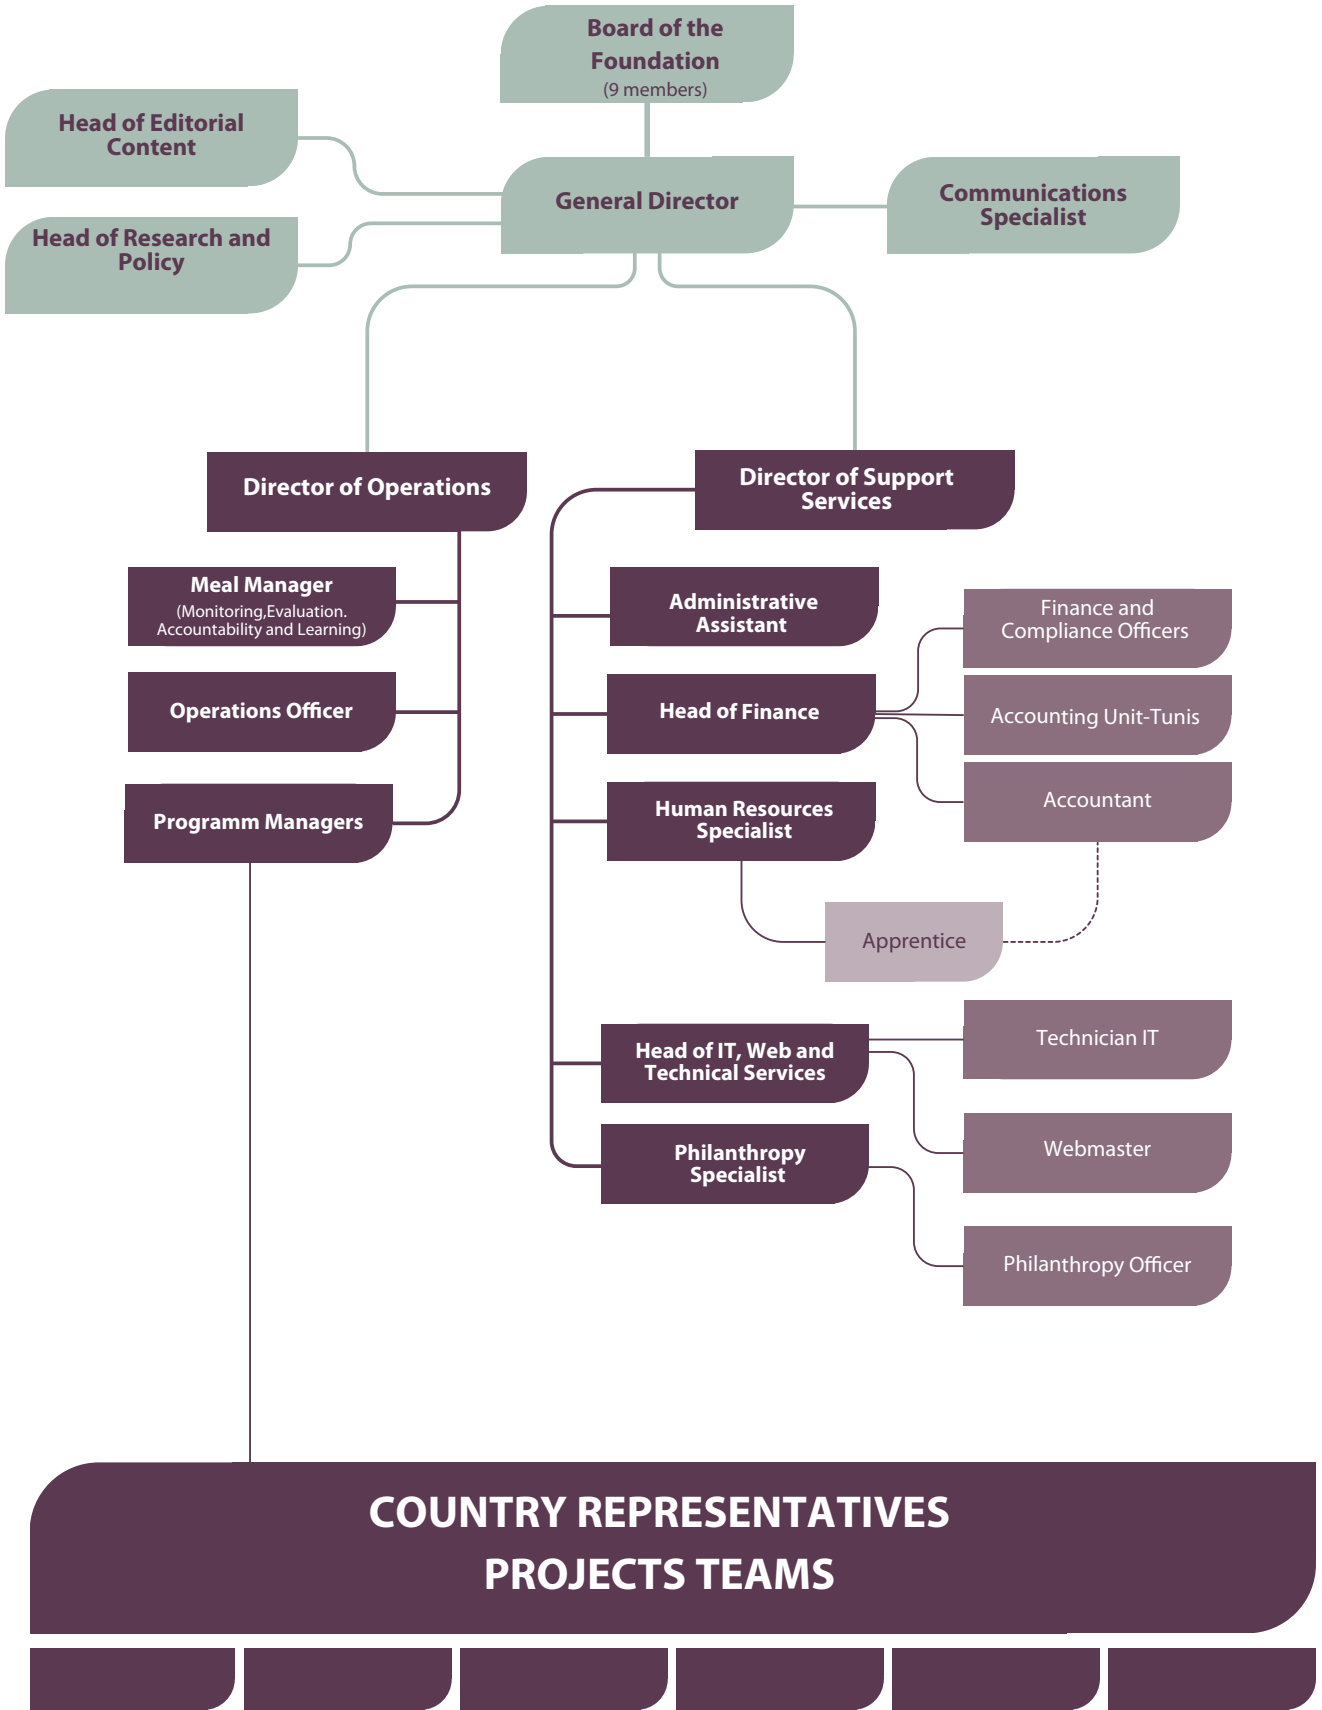 Board of the
Foundation
(9 members)
Head of Editorial
Content
General Director
Communications
Specialist
Head of Research and
Policy
Director of Operations
Director of Support
Services
Meal Manager
(Monitoring,Evaluation.
Accountability and Learning)
Operations Officer
Programm Managers
Administrative
Assistant
Head of Finance
Finance and
Compliance Officers
Accounting Unit-Tunis
Accountant
Human Resources
Specialist
Apprentice
Head of IT, Web and
Technical Services
Technician IT
Webmaster
Philanthropy
Specialist
Philanthropy Officer
COUNTRY REPRESENTATIVES
PROJECTS TEAMS